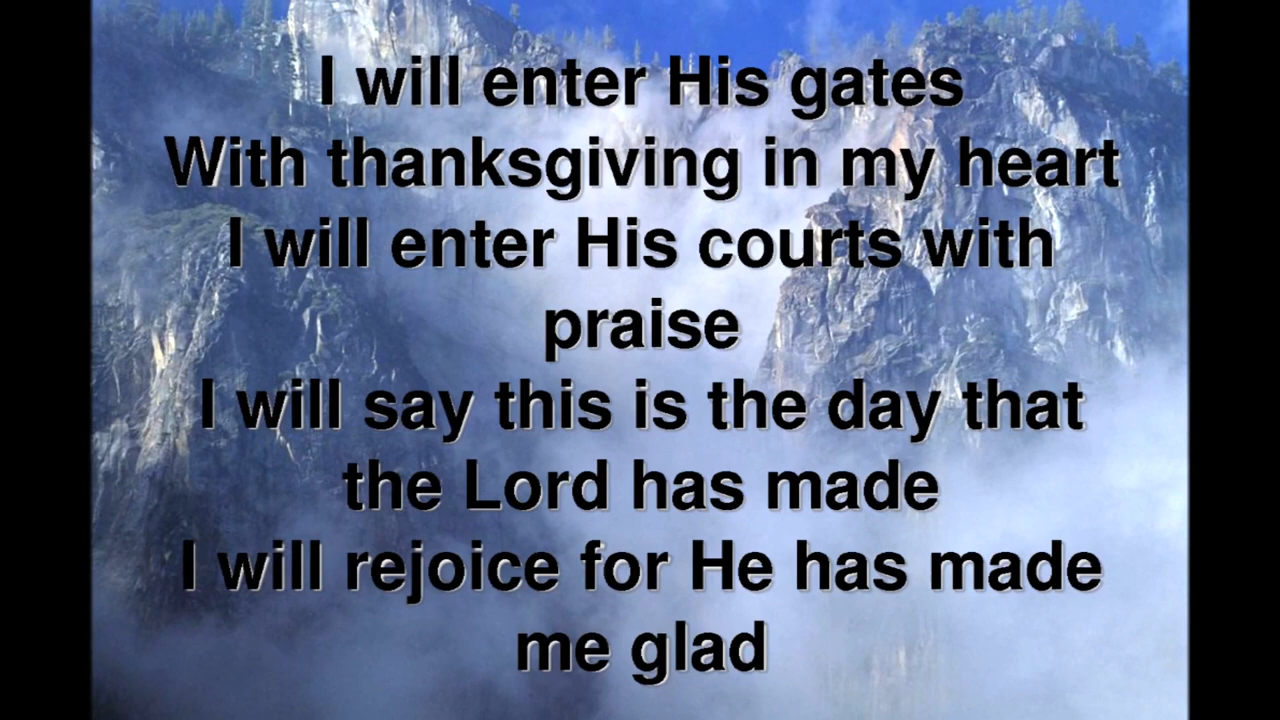 I will enter His gates
With thanksgiving in my heart
I will enter His courts with
praise
I will say this is the day that
the Lord has made
I will rejoice for He has made
me glad